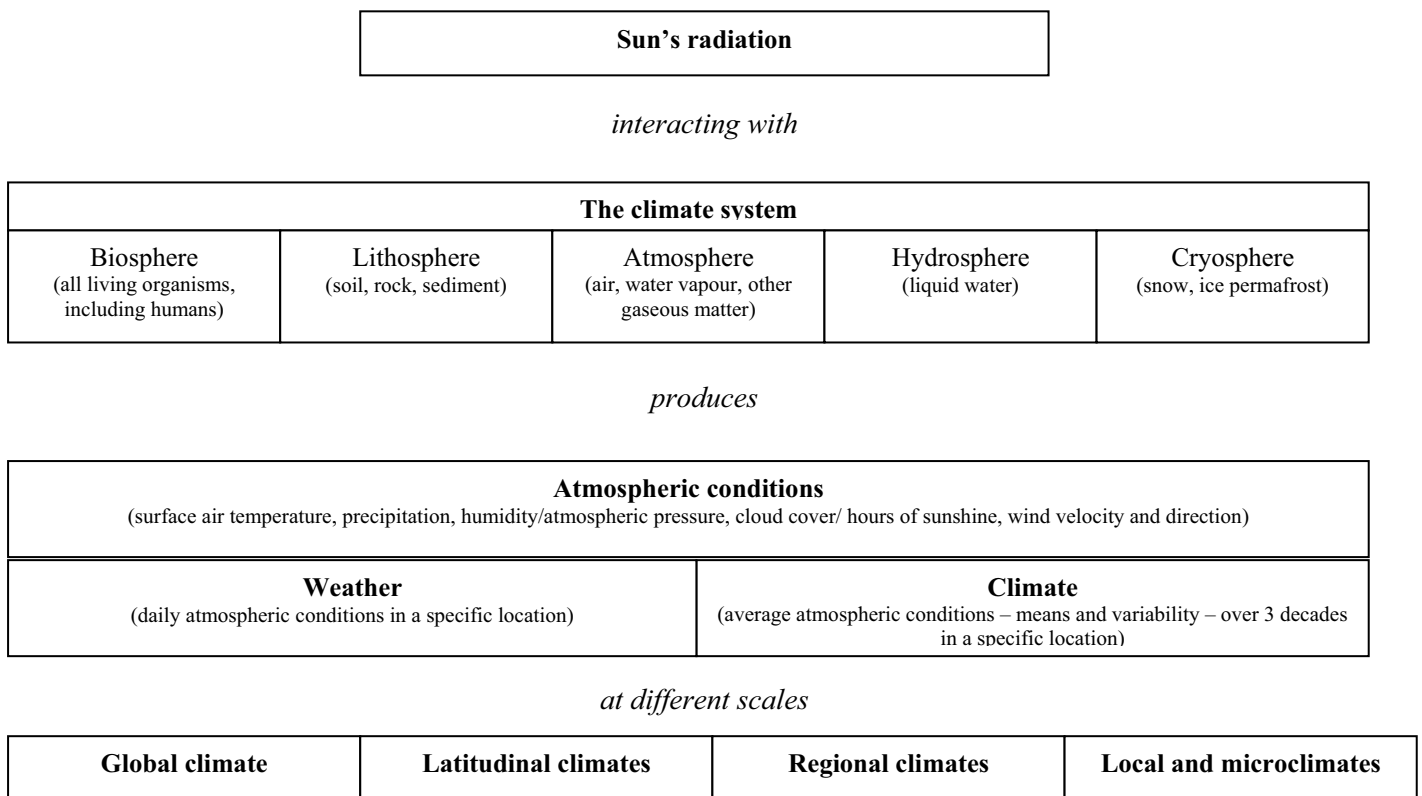 Sun’s radiation
interacting with
The climate system
Biosphere
(all living organisms,
including humans)
Lithosphere
(soil, rock, sediment)
Atmosphere
(air, water vapour, other
gaseous matter)
Hydrosphere
(liquid water)
Cryosphere
(snow, ice permafrost)
produces
Atmospheric conditions
(surface air temperature, precipitation, humidity/atmospheric pressure, cloud cover/ hours of sunshine, wind velocity and direction)
Weather
(daily atmospheric conditions in a specific location)
Climate
(average atmospheric conditions – means and variability – over 3 decades
in a specific location)
at different scales
Global climate
Latitudinal climates
Regional climates
Local and microclimates